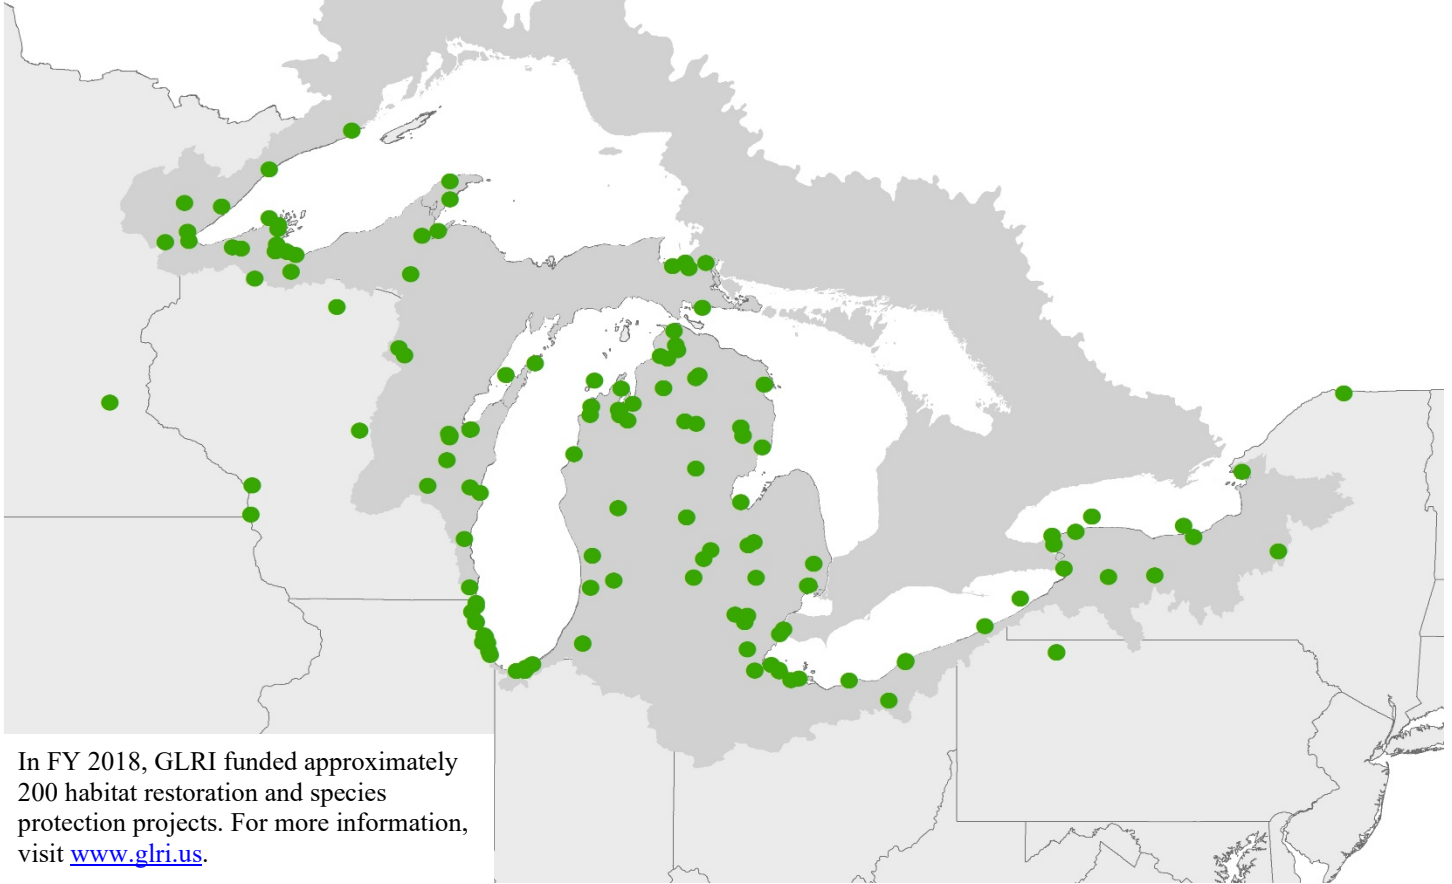 In FY 2018, GLRI funded approximately
200 habitat restoration and species
protection projects. For more information,
visit www.glri.us.